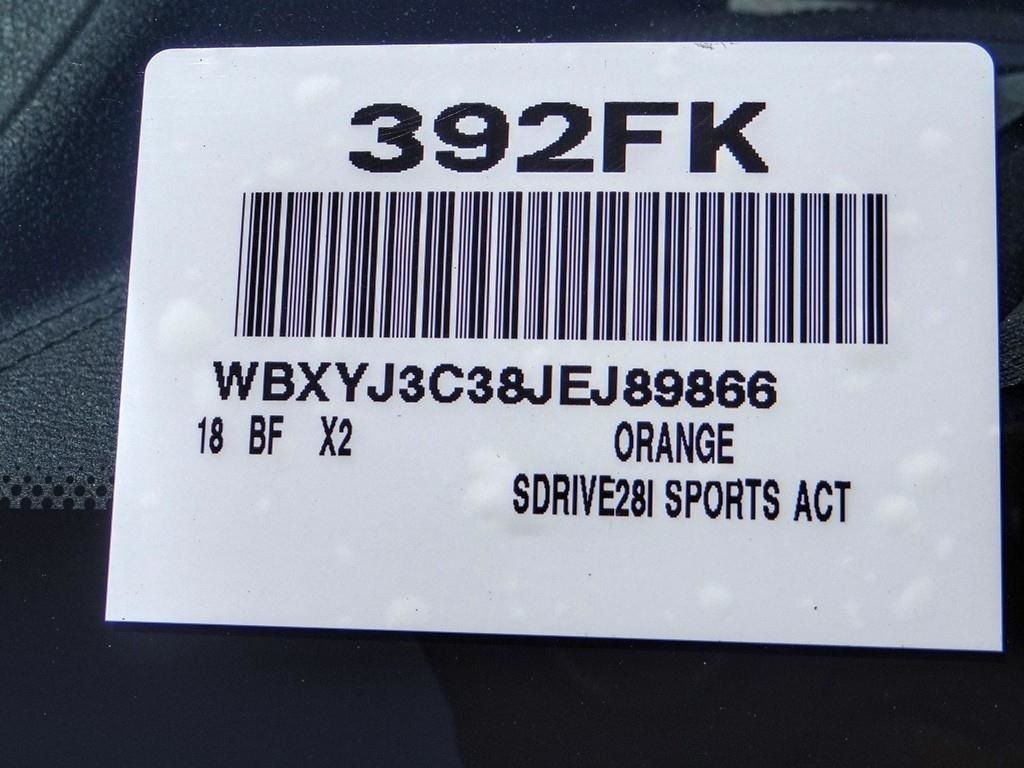 392FK
WBXYJ3C38JEJ89866
18 BF X2 ORANGE
SDRIVE28I SPORTS ACT